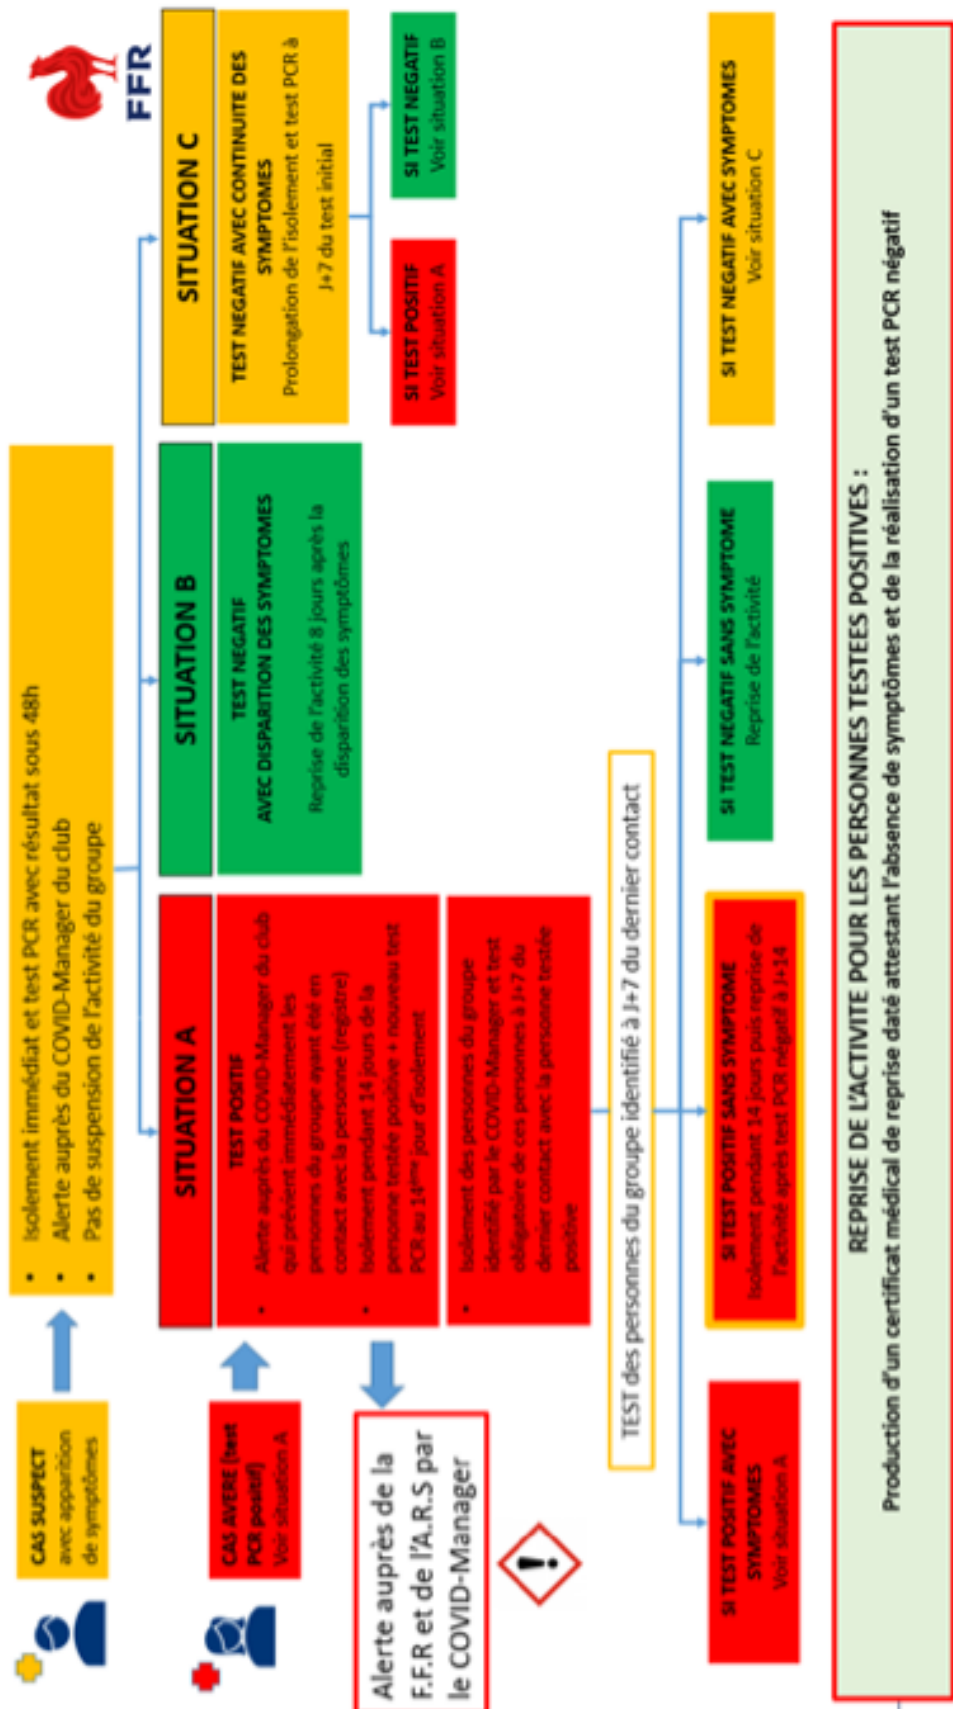 FFR
CAS SUSPECT
avec apparition
de symptômes
• Isolement immédiat et test PCR avec résultat sous 48h
• Alerte auprès du COVID-Manager du club
• Pas de suspension de l'activité du groupe
CAS AVERE (test
PCR positif)
Voir situation A
SITUATION A
TEST POSITIF
• Alerte auprès du COVID-Manager du club
qui prévient immédiatement les
personnes du groupe ayant été en
contact avec la personne (registre)
• Isolement pendant 14 jours de la
personne testée positive + nouveau test
PCR au 14ème jour d'isolement
• Isolement des personnes du groupe
identifié par le COVID-Manager et test
obligatoire de ces personnes à J+7 du
dernier contact avec la personne testée
positive
SITUATION B
TEST NEGATIF
AVEC DISPARITION DES SYMPTOMES
Reprise de l'activité 8 jours après la
disparition des symptômes
SITUATION C
TEST NEGATIF AVEC CONTINUITE DES
SYMPTOMES
Prolongation de l'isolement et test PCR à
J+7 du test initial
SI TEST POSITIF
Voir situation A
SI TEST NEGATIF
Voir situation B
Alerte auprès de la
F.F.R et de l'A.R.S par
le COVID-Manager
TEST des personnes du groupe identifié à J+7 du dernier contact
SI TEST POSITIF AVEC
SYMPTOMES
Voir situation A
SI TEST POSITIF SANS SYMPTOME
Isolement pendant 14 jours puis reprise de
l'activité après test PCR négatif à J+14
SI TEST NEGATIF SANS SYMPTOME
Reprise de l'activité
SI TEST NEGATIF AVEC SYMPTOMES
Voir situation C
REPRISE DE L'ACTIVITE POUR LES PERSONNES TESTEES POSITIVES :
Production d'un certificat médical de reprise daté attestant l'absence de symptômes et de la réalisation d'un test PCR négatif